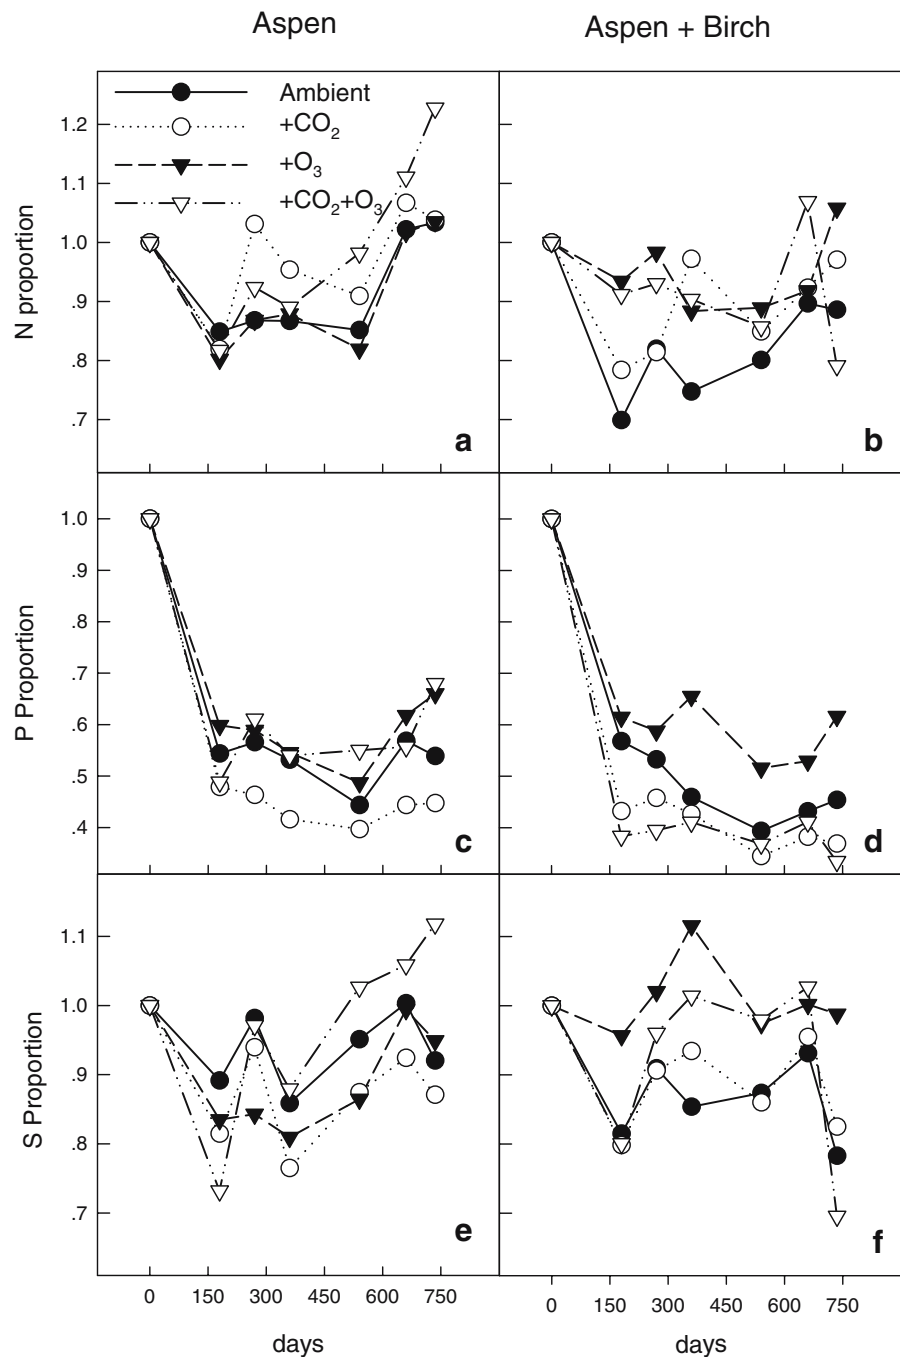 Aspen
Aspen + Birch
Ambient
+CO2
+O3
+CO2+O3
N proportion
1.2
1.1
1.0
.9
.8
.7
a
b
P Proportion
1.0
.9
.8
.7
.6
.5
.4
c
d
S Proportion
1.1
1.0
.9
.8
.7
e
f
0 150 300 450 600 750
0 150 300 450 600 750
days
days